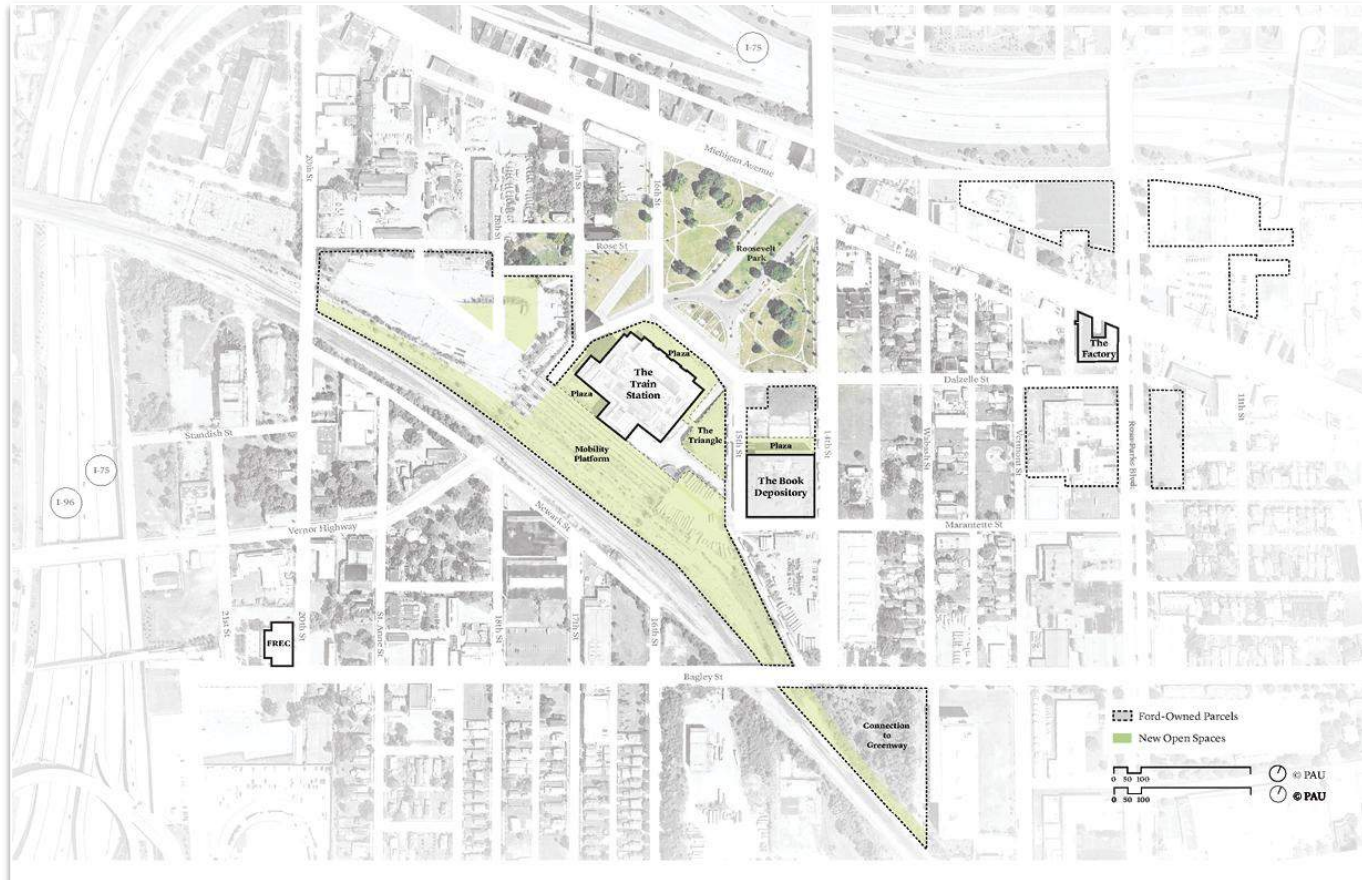 I-75
Michigan Avenue
20th St
18th St
17th St
16th St
Rose St
Roosevelt
Park
The
Factory
Plaza
The
Train
Station
Plaza
Dalzelle St
11th St
Standish St
The
Triangle
15th St
14th St
Wabash St
Vermont St
Rosa Parks Blvd
Plaza
Mobility
Platform
I-75
The Book
Depository
I-96
Newark St
Vernor Highway
Marantette St
21st St
20th St
St. Anne St
18th St
17th St
16th St
FREC
Bagley St
Connection
to
Greenway
Ford-Owned Parcels
New Open Spaces
0 50 100
© PAU
0 50 100
© PAU